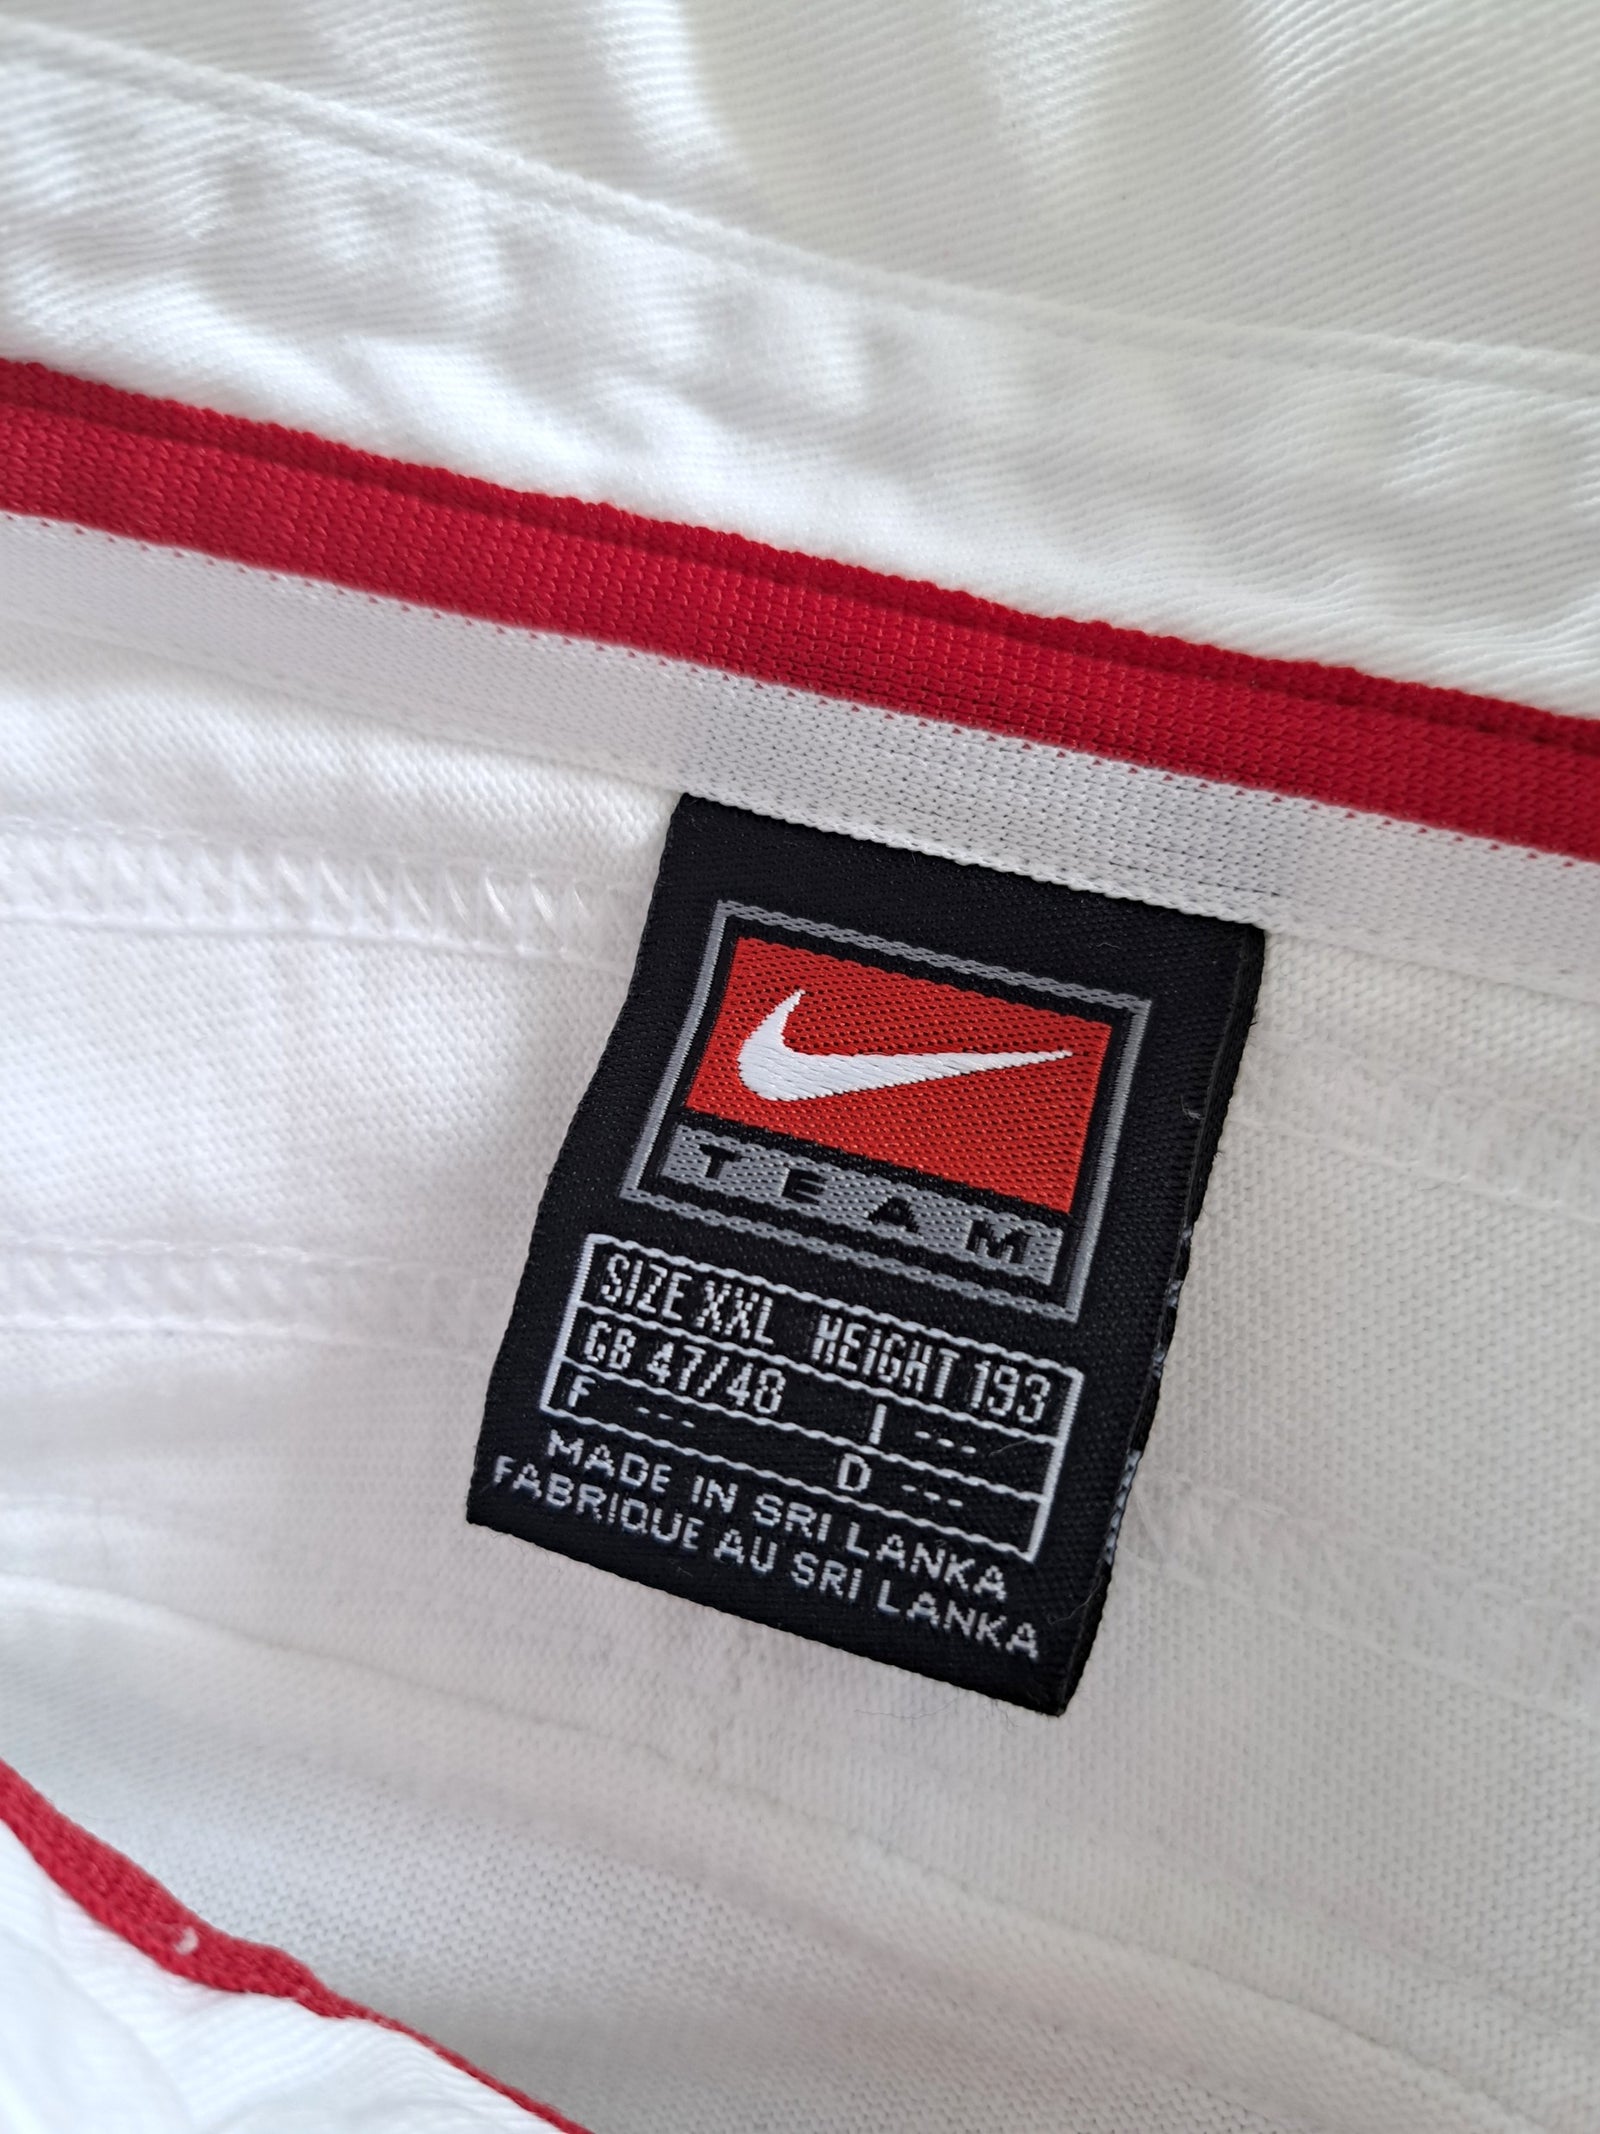 TEAM
SIZE XXL HEIGHT 193
GB 47/48 I ---
F --- D ---
MADE IN SRI LANKA
FABRIQUE AU SRI LANKA